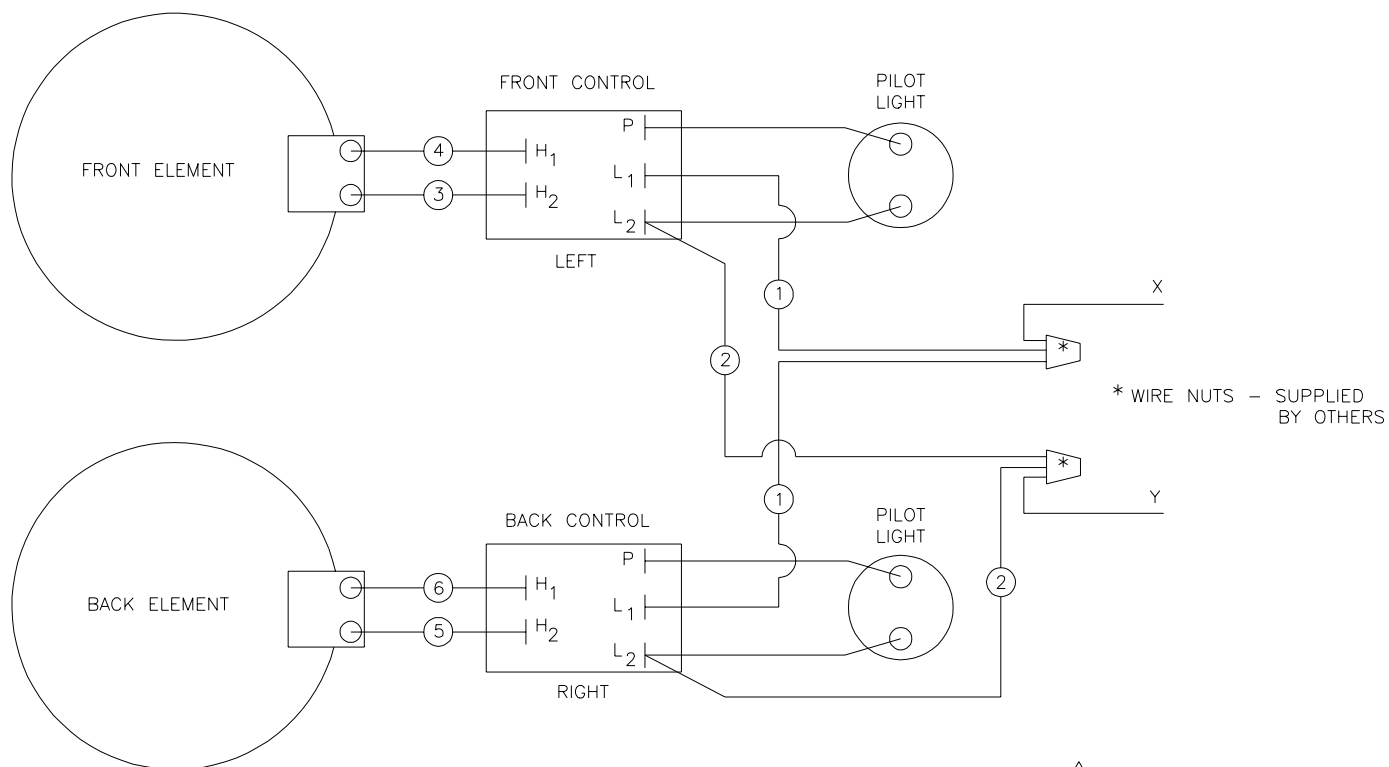 FRONT CONTROL
PILOT
LIGHT
FRONT ELEMENT
4
3
H1
H2
P
L1
L2
LEFT
1
2
X
*
* WIRE NUTS – SUPPLIED
BY OTHERS
*
Y
1
2
BACK CONTROL
PILOT
LIGHT
BACK ELEMENT
6
5
H1
H2
P
L1
L2
RIGHT